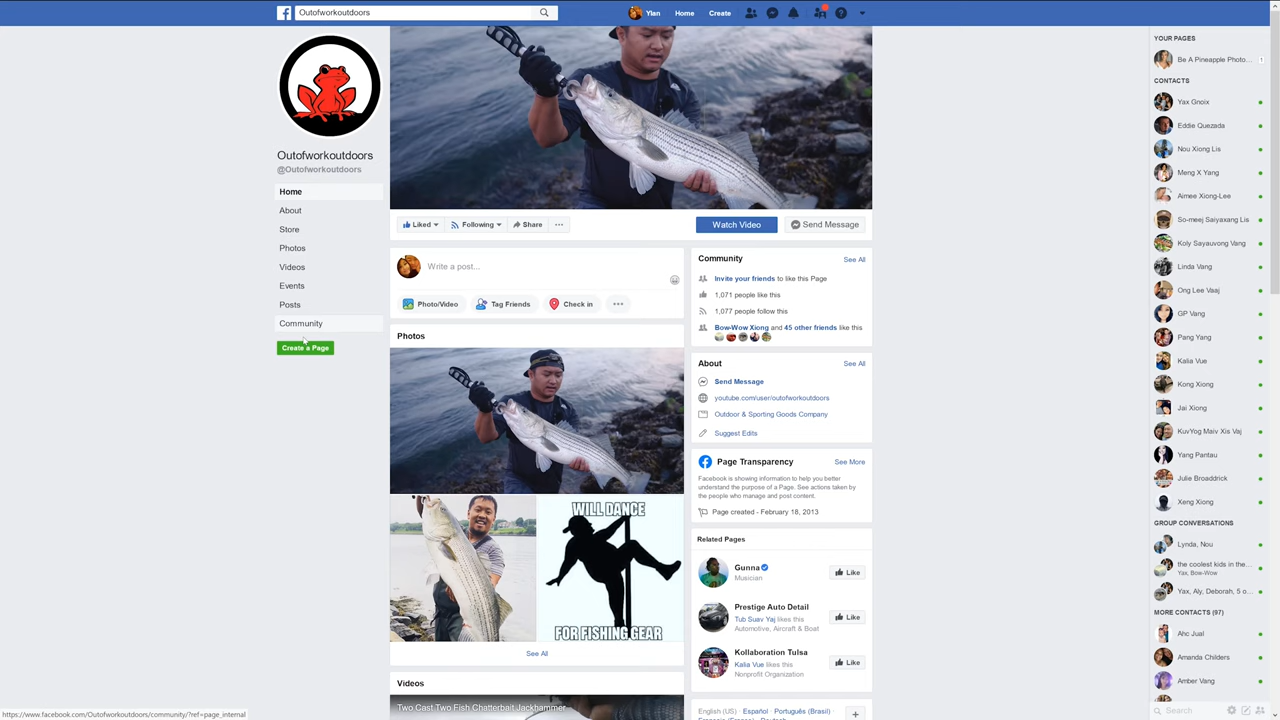 Outofworkoutdoors
Ylan
Home
Create
Outofworkoutdoors
@Outofworkoutdoors
Home
About
Store
Photos
Videos
Events
Posts
Community
Create a Page
Liked
Following
Share
Watch Video
Send Message
Write a post...
Photo/Video
Tag Friends
Check in
Photos
WILL DANCE
FOR FISHING GEAR
See All
Videos
Two Cast Two Fish Chatterbait Jackhammer
Community
See All
Invite your friends to like this Page
1,071 people like this
1,077 people follow this
Bow-Wow Xiong and 45 other friends like this
About
See All
Send Message
youtube.com/user/outofworkoutdoors
Outdoor & Sporting Goods Company
Suggest Edits
Page Transparency
See More
Facebook is showing information to help you better
understand the purpose of a Page. See actions taken by
the people who manage and post content.
Page created - February 18, 2013
Related Pages
Gunna
Musician
Like
Prestige Auto Detail
Tub Suav Yaj likes this
Automotive, Aircraft & Boat
Like
Kollaboration Tulsa
Kalia Vue likes this
Nonprofit Organization
Like
English (US) · Español · Português (Brasil) ·
YOUR PAGES
Be A Pineapple Photo... 1
CONTACTS
Yax Gnoix
Eddie Quezada
Nou Xiong Lis
Meng X Yang
Aimee Xiong-Lee
So-meej Saiyaxang Lis
Koly Sayauvong Vang
Linda Vang
Ong Lee Vaaj
GP Vang
Pang Yang
Kalia Vue
Kong Xiong
Jai Xiong
KuvYog Maiv Xis Vaj
Yang Pantau
Julie Broaddrick
Xeng Xiong
GROUP CONVERSATIONS
Lynda, Nou
the coolest kids in the...
Yax, Bow-Wow
Yax, Aly, Deborah, 5 o...
MORE CONTACTS (97)
Ahc Jual
Amanda Childers
Amber Vang
Search
https://www.facebook.com/Outofworkoutdoors/community/?ref=page_internal